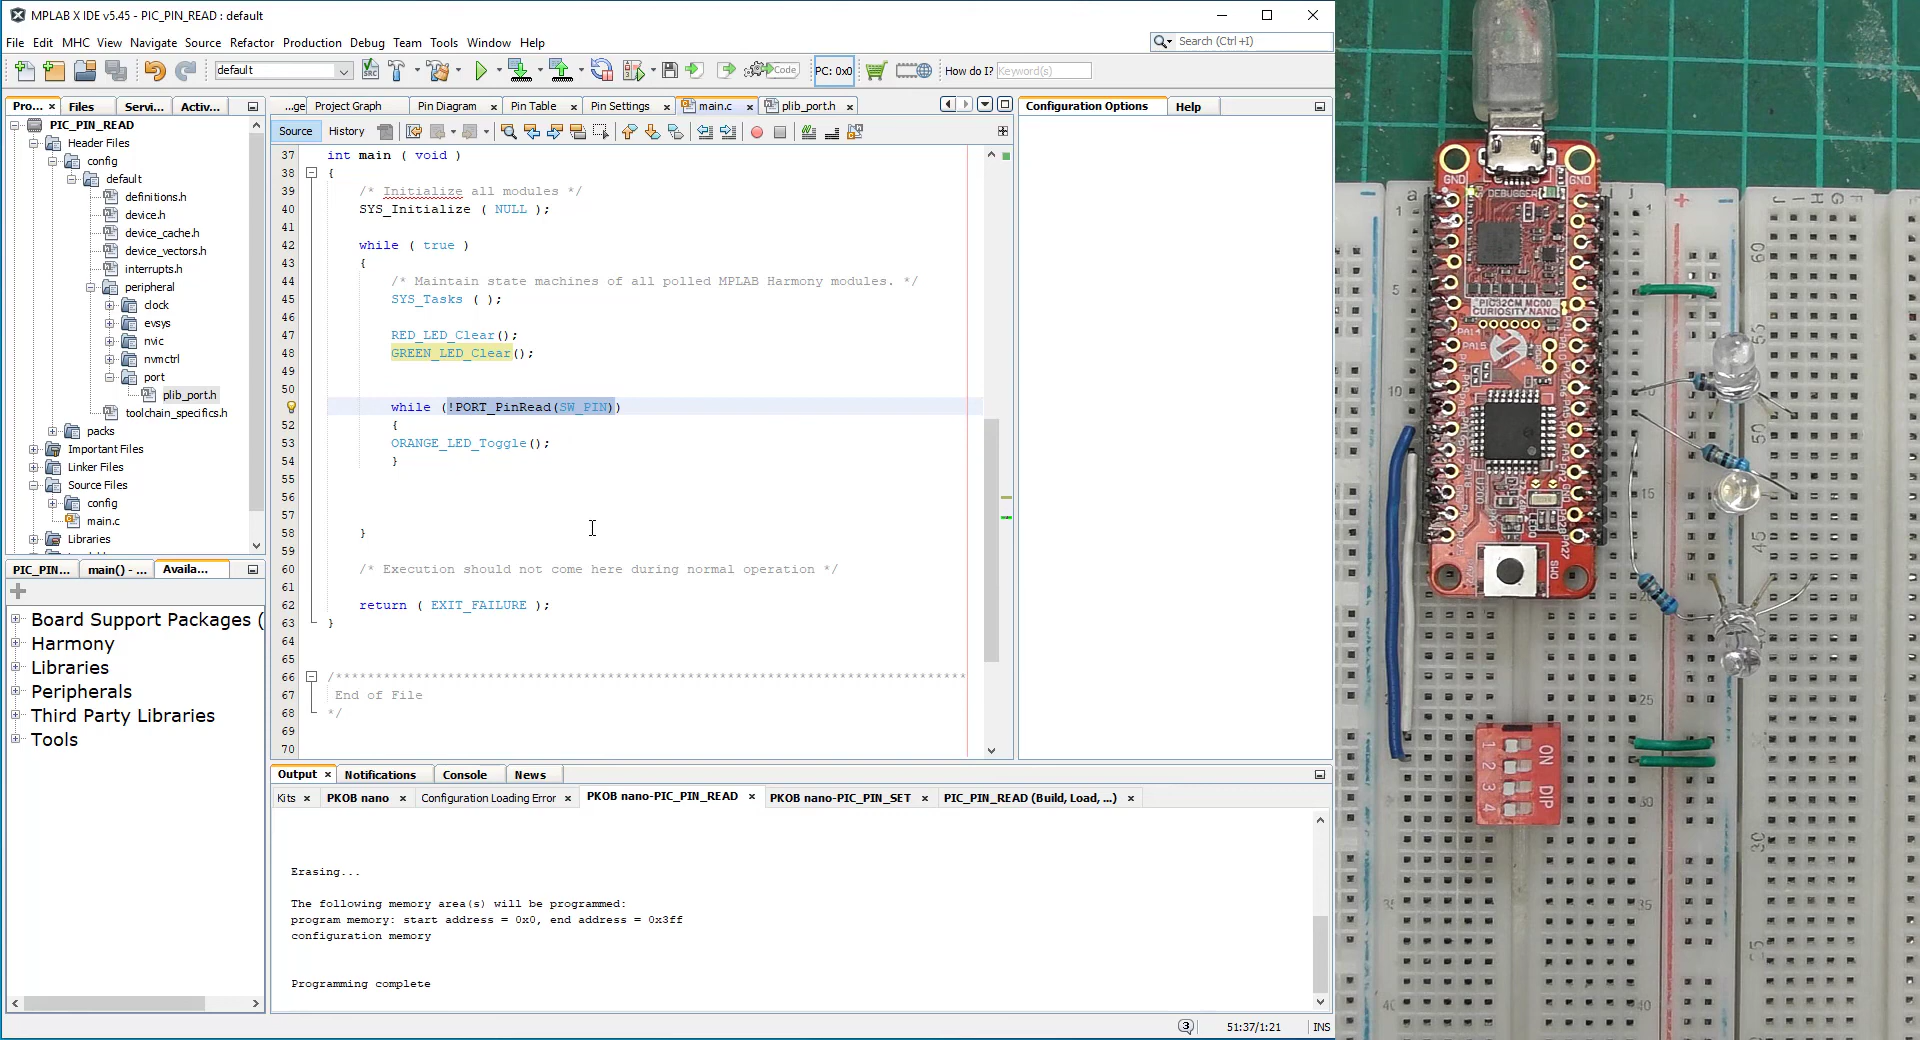 MPLAB X IDE v5.45 - PIC_PIN_READ : default
File Edit MHC View Navigate Source Refactor Production Debug Team Tools Window Help
Search (Ctrl+I)
default
PC: 0x0
How do I? Keyword(s)
Pro... Files Servi... Activ...
PIC_PIN_READ
Header Files
config
default
definitions.h
device.h
device_cache.h
device_vectors.h
interrupts.h
peripheral
clock
evsys
nvic
nvmctrl
port
plib_port.h
toolchain_specifics.h
packs
Important Files
Linker Files
Source Files
config
main.c
Libraries
PIC_PIN... main() - ... Availa...
Board Support Packages (
Harmony
Libraries
Peripherals
Third Party Libraries
Tools
...ge Project Graph Pin Diagram Pin Table Pin Settings main.c plib_port.h
Source History
37 int main ( void )
38 {
39 /* Initialize all modules */
40 SYS_Initialize ( NULL );
41
42 while ( true )
43 {
44 /* Maintain state machines of all polled MPLAB Harmony modules. */
45 SYS_Tasks ( );
46
47 RED_LED_Clear();
48 GREEN_LED_Clear();
49
50
while (!PORT_PinRead(SW_PIN))
52 {
53 ORANGE_LED_Toggle();
54 }
55
56
57
58 }
59
60 /* Execution should not come here during normal operation */
61
62 return ( EXIT_FAILURE );
63 }
64
65
66 /*******************************************************************************
67 End of File
68 */
69
70
Configuration Options Help
Output Notifications Console News
Kits PKOB nano Configuration Loading Error PKOB nano-PIC_PIN_READ PKOB nano-PIC_PIN_SET PIC_PIN_READ (Build, Load, ...)
Erasing...
The following memory area(s) will be programmed:
program memory: start address = 0x0, end address = 0x3ff
configuration memory
Programming complete
3 51:37/1:21 INS
GND GND
DEBUGGER
PIC32CM MC00
CURIOSITY NANO
PA14
PA15
SW0
ON DIP
1
2
3
4